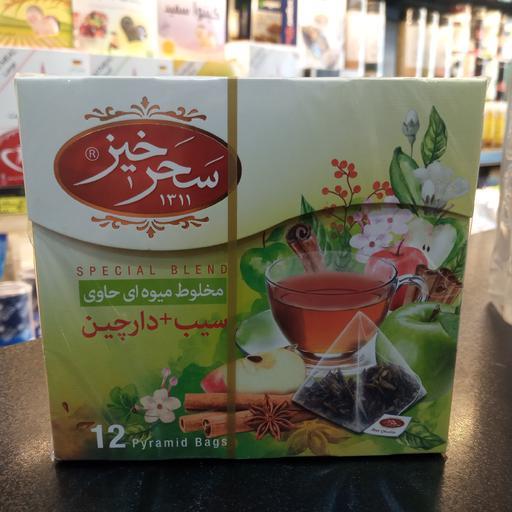 سحرخیز
®
۱۳۱۱
SPECIAL BLEND
مخلوط میوه ای حاوی
سیب+دارچین
12 Pyramid Bags